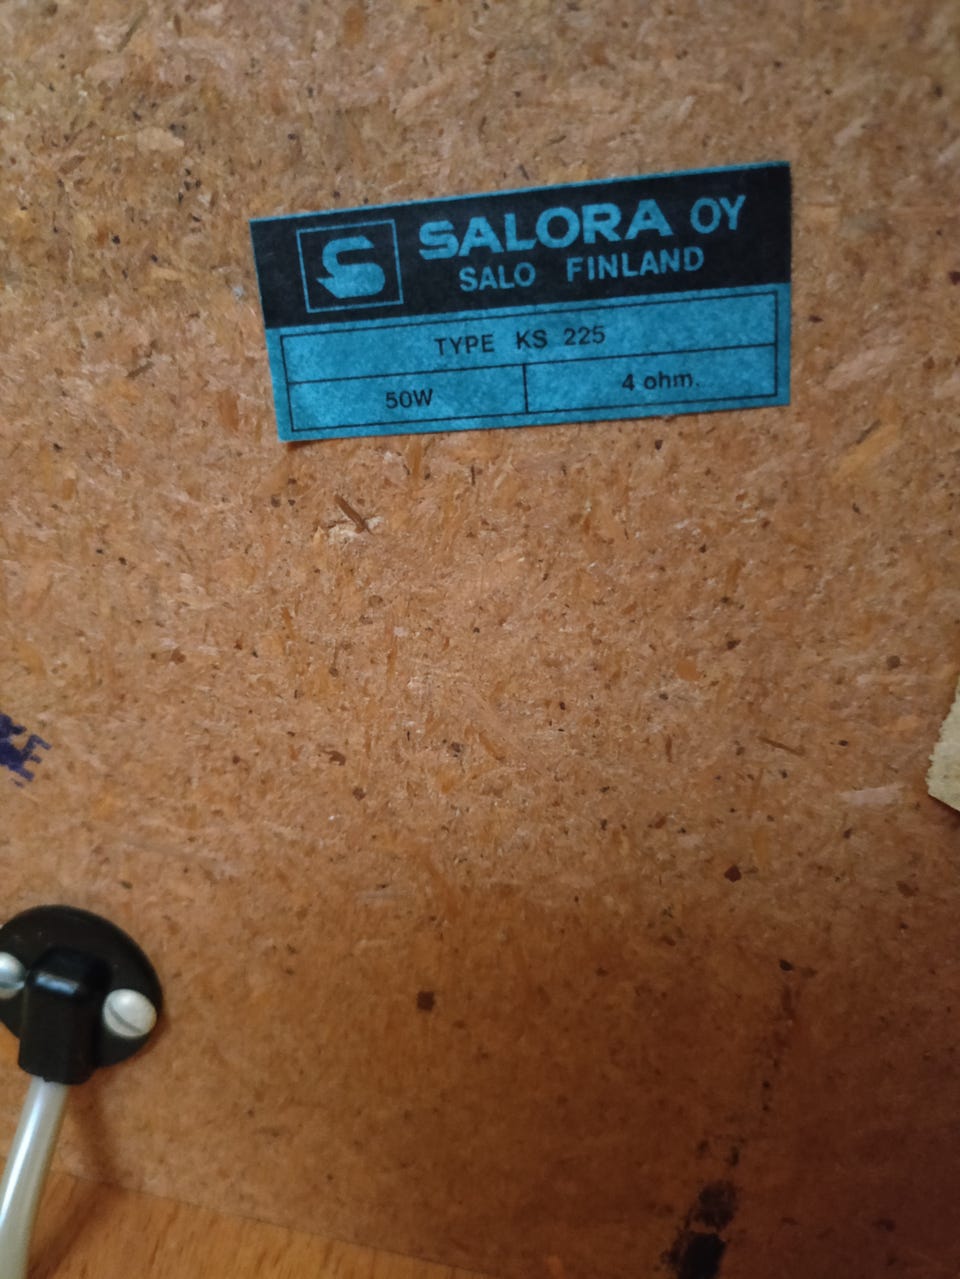 SALORA OY
SALO FINLAND
TYPE KS 225
50W
4 ohm.